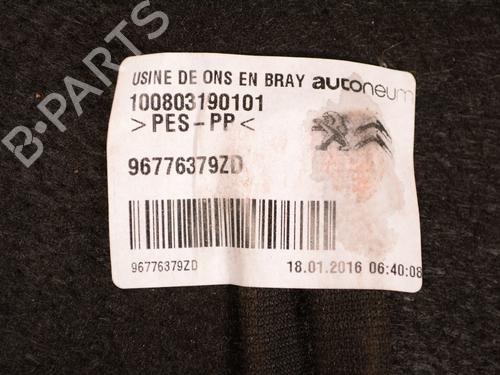 USINE DE ONS EN BRAY autoneum
100803190101
>PES-PP<
96776379ZD
96776379ZD
18.01.2016 06:40:08
B-PARTS